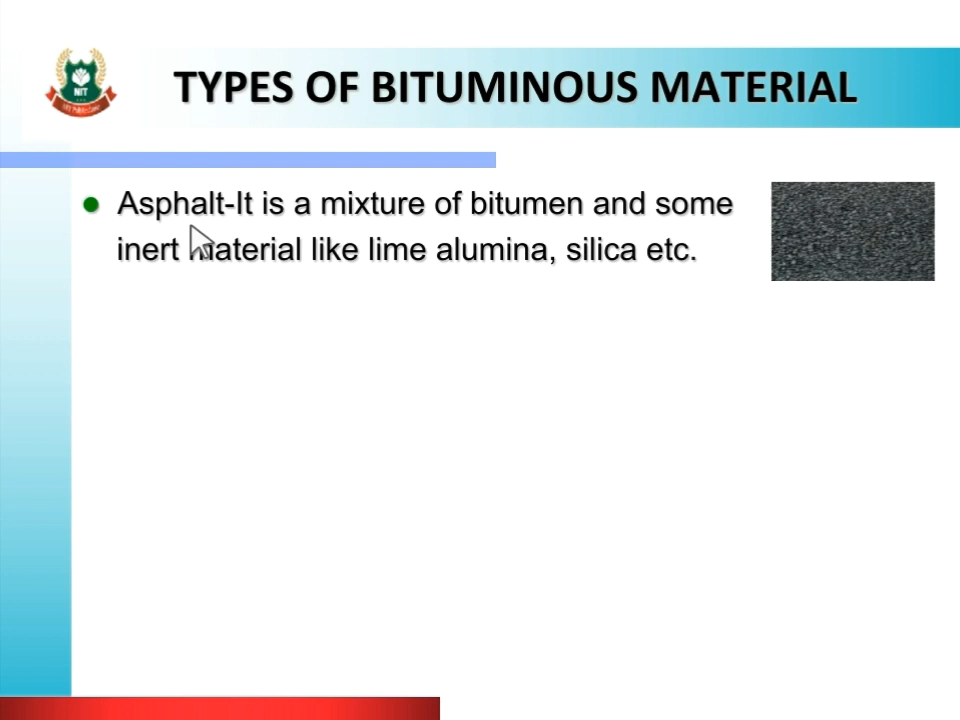 NIT
TYPES OF BITUMINOUS MATERIAL
Asphalt-It is a mixture of bitumen and some
inert material like lime alumina, silica etc.